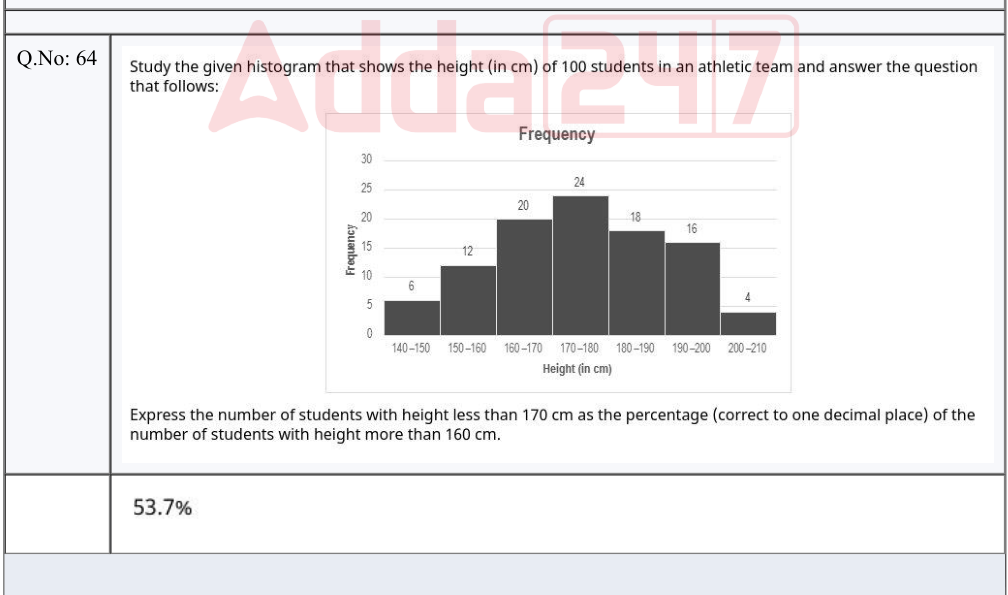 Adda247
Q.No: 64
Study the given histogram that shows the height (in cm) of 100 students in an athletic team and answer the question
that follows:
Frequency
30
25
20
15
10
5
0
Frequency
6
12
20
24
18
16
4
140–150 150–160 160–170 170–180 180–190 190–200 200–210
Height (in cm)
Express the number of students with height less than 170 cm as the percentage (correct to one decimal place) of the
number of students with height more than 160 cm.
53.7%